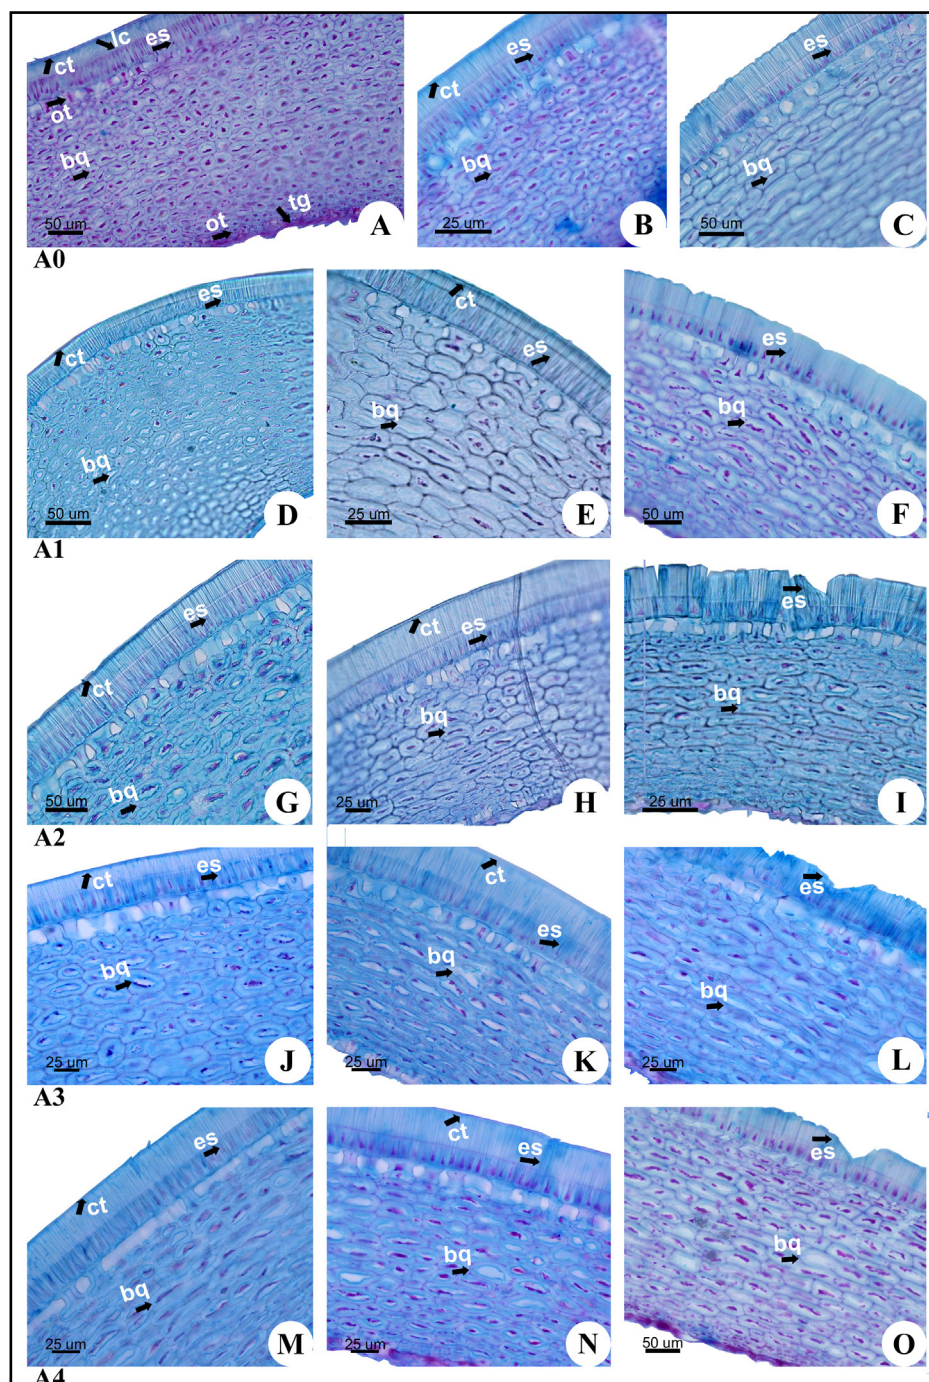 lc es
ct
ot
bq
tg
ot
50 um A
es
ct
bq
25 um B
es
bq
50 um C
A0
es
ct
bq
50 um D
ct
es
bq
25 um E
es
bq
50 um F
A1
es
ct
bq
50 um G
ct es
bq
25 um H
es
bq
25 um I
A2
es
ct
bq
25 um J
ct
es
bq
25 um K
es
bq
25 um L
A3
es
ct
bq
25 um M
ct
es
bq
25 um N
es
bq
50 um O
A4